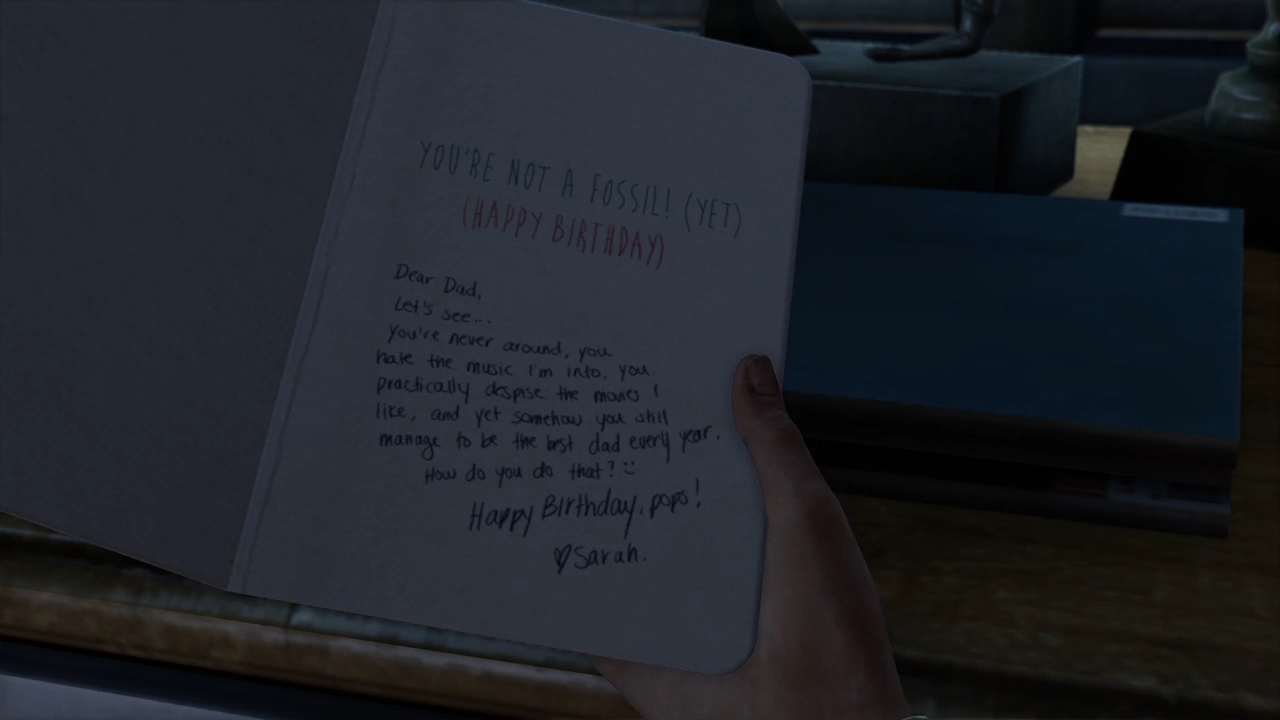 YOU'RE NOT A FOSSIL! (YET)
(HAPPY BIRTHDAY)
Dear Dad,
Let's see...
You're never around, you
hate the music I'm into, you
practically despise the movies I
like, and yet somehow you still
manage to be the best dad every year.
How do you do that? :)
Happy Birthday, pops!
♡Sarah.